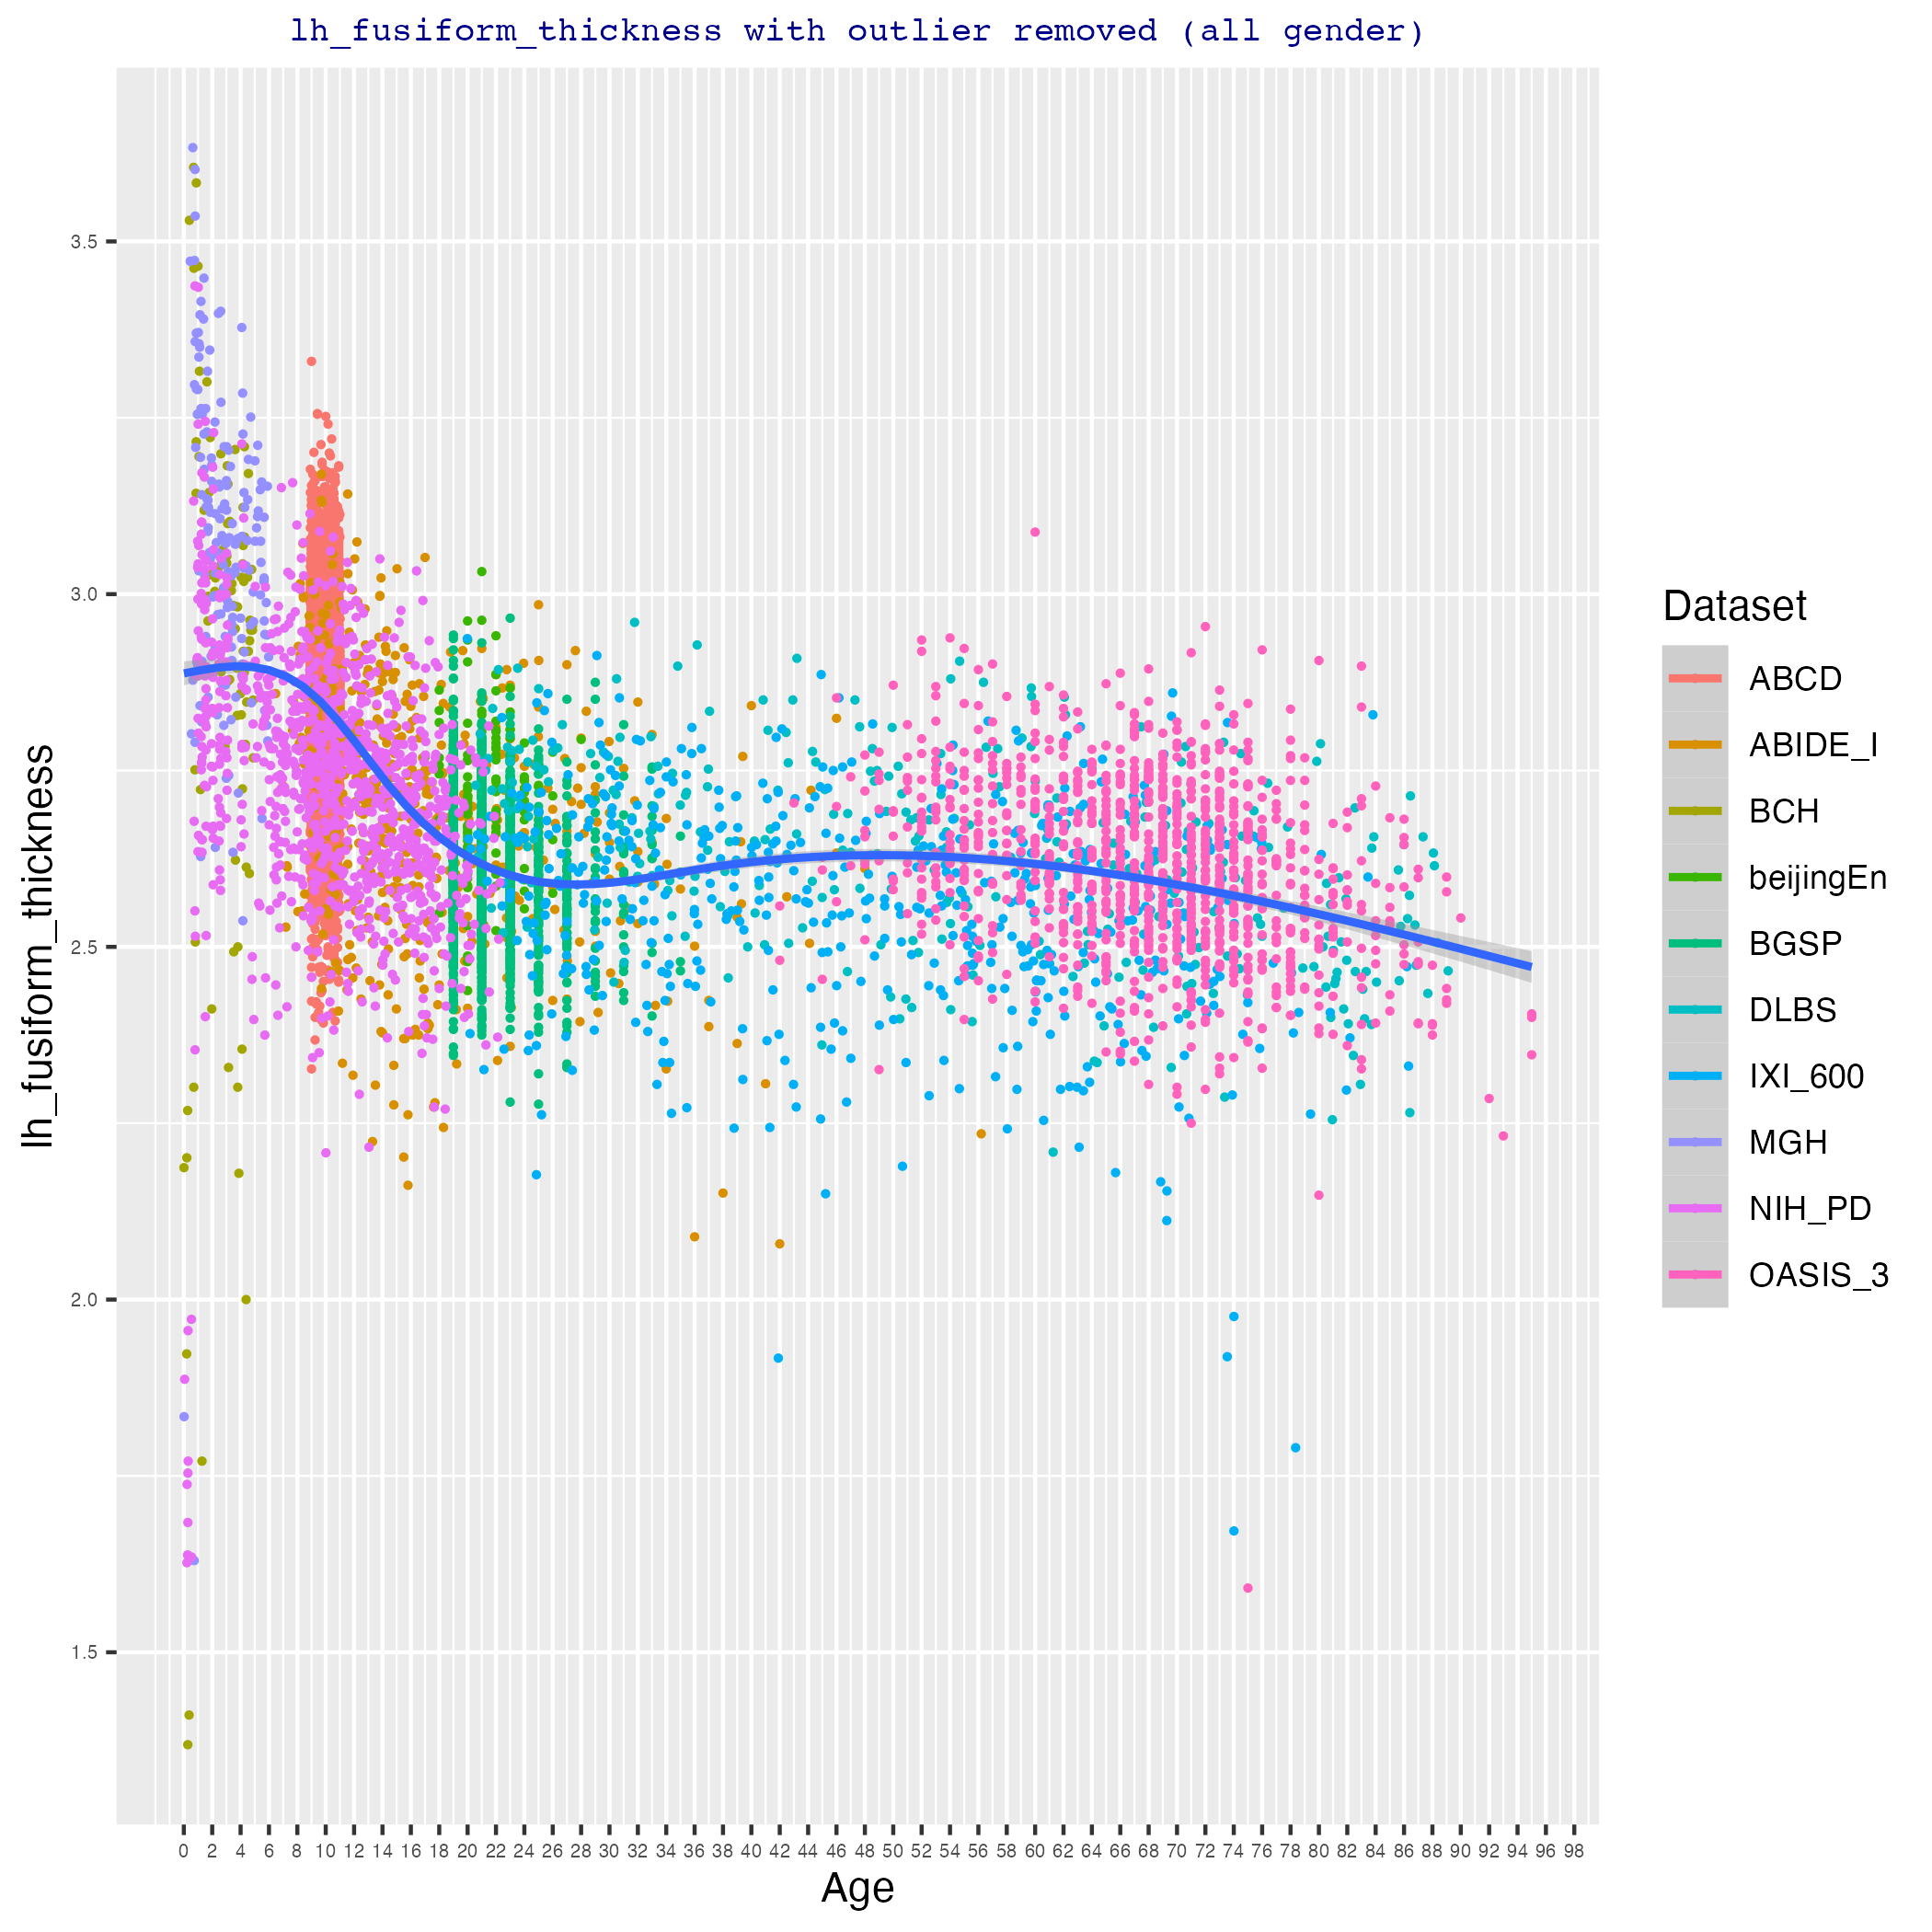 lh_fusiform_thickness with outlier removed (all gender)
3.5
3.0
2.5
2.0
1.5
lh_fusiform_thickness
0 2 4 6 8 10 12 14 16 18 20 22 24 26 28 30 32 34 36 38 40 42 44 46 48 50 52 54 56 58 60 62 64 66 68 70 72 74 76 78 80 82 84 86 88 90 92 94 96 98
Age
Dataset
ABCD
ABIDE_I
BCH
beijingEn
BGSP
DLBS
IXI_600
MGH
NIH_PD
OASIS_3